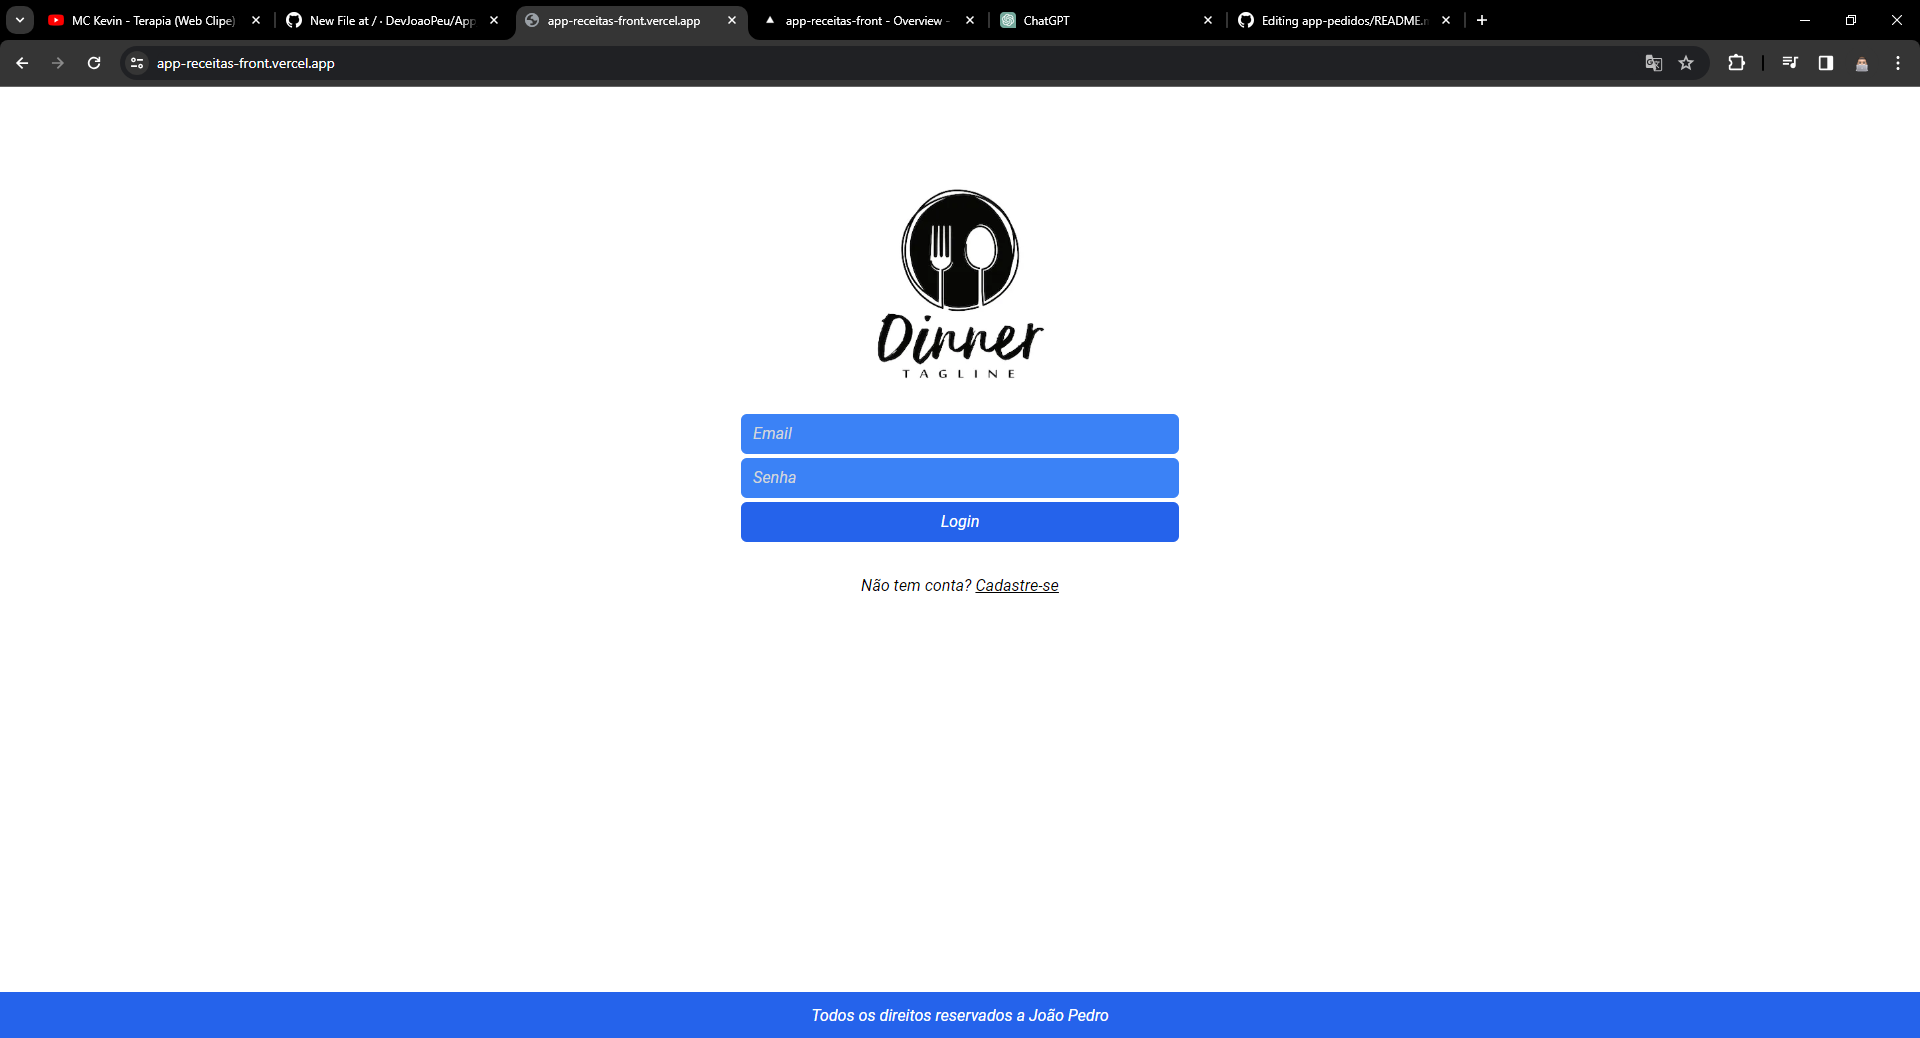 MC Kevin - Terapia (Web Clipe)
New File at / · DevJoaoPeu/App
app-receitas-front.vercel.app
app-receitas-front - Overview -
ChatGPT
Editing app-pedidos/README.m
app-receitas-front.vercel.app
Dinner
TAGLINE
Email
Senha
Login
Não tem conta? Cadastre-se
Todos os direitos reservados a João Pedro